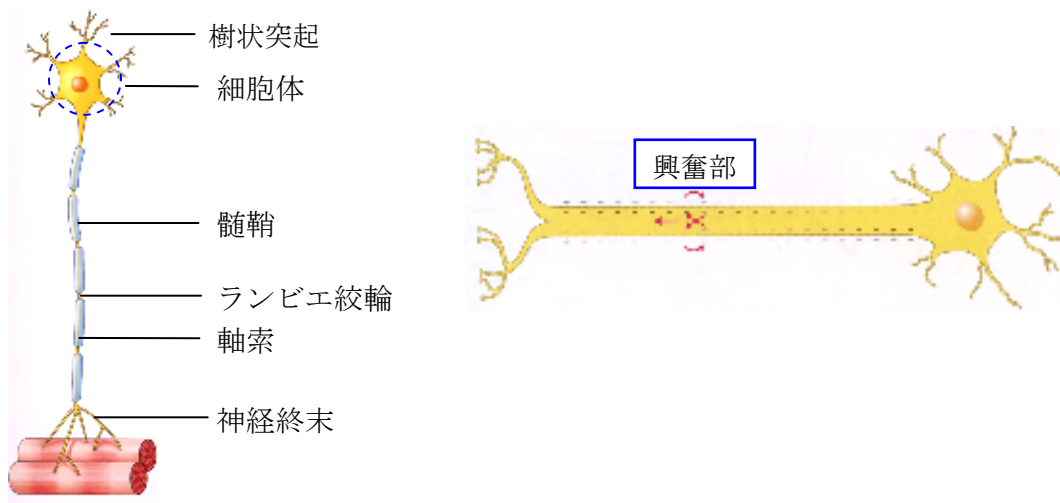 樹状突起
細胞体
髄鞘
ランビエ絞輪
軸索
神経終末
興奮部